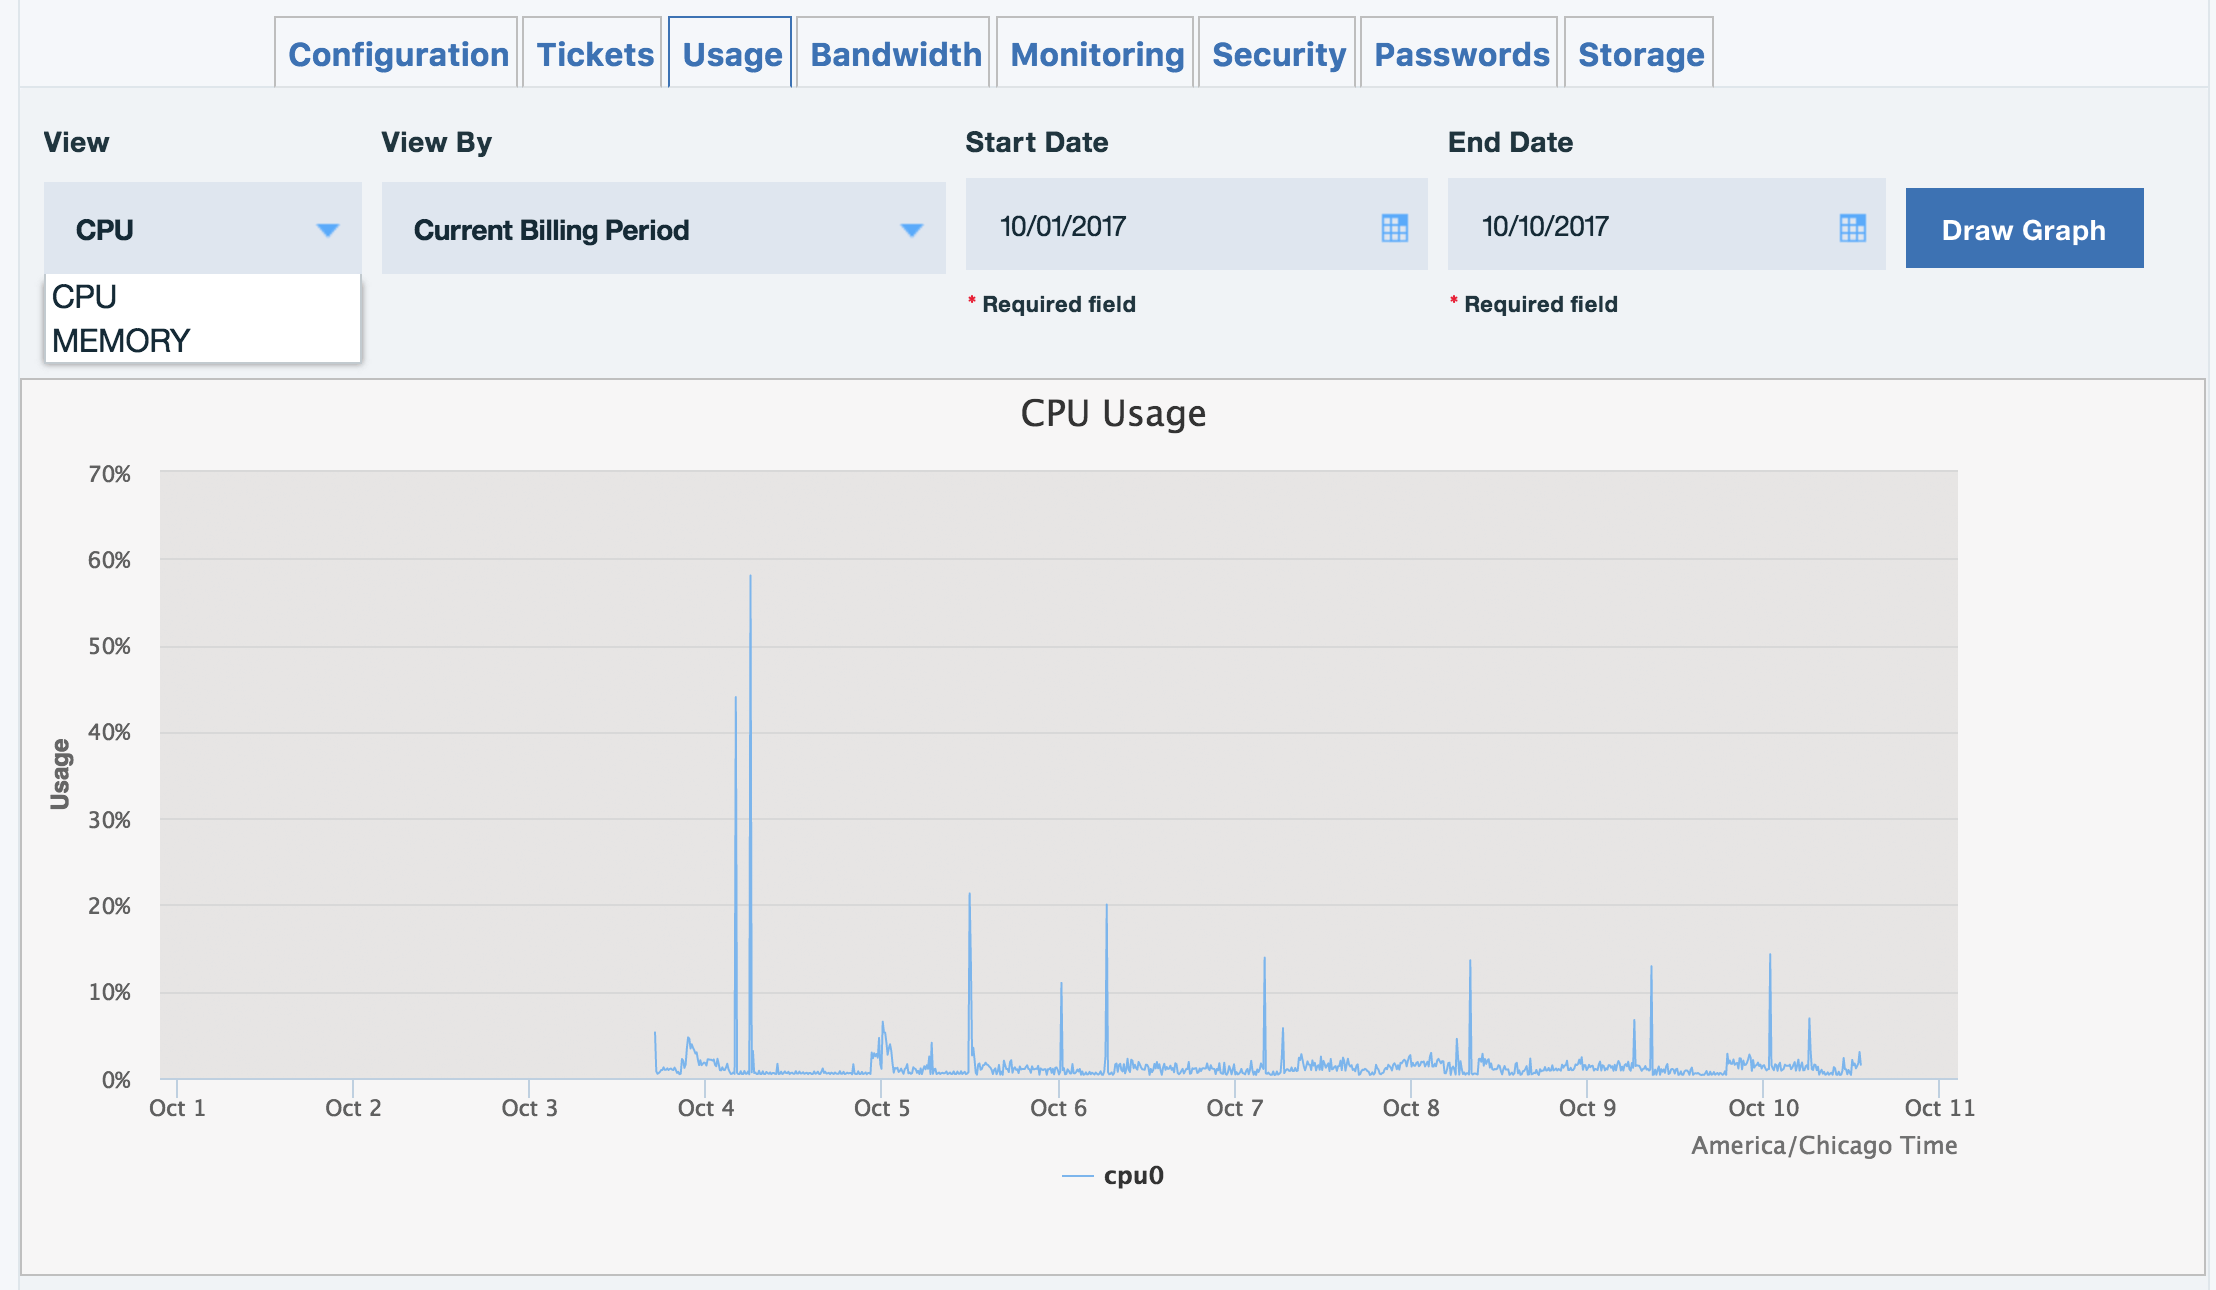 Configuration Tickets Usage Bandwidth Monitoring Security Passwords Storage
View View By Start Date End Date
CPU Current Billing Period 10/01/2017 10/10/2017 Draw Graph
CPU
* Required field * Required field
MEMORY
CPU Usage
70%
60%
50%
40%
Usage
30%
20%
10%
0%
Oct 1 Oct 2 Oct 3 Oct 4 Oct 5 Oct 6 Oct 7 Oct 8 Oct 9 Oct 10 Oct 11
America/Chicago Time
cpu0